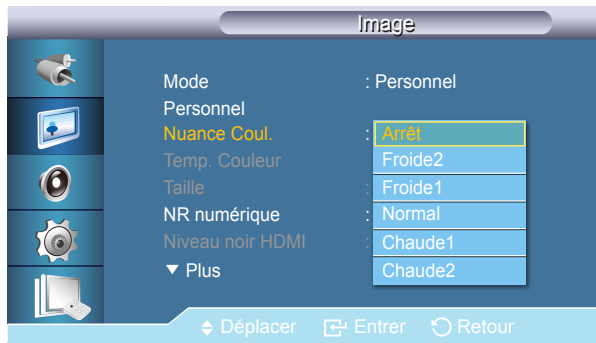 Image
Mode : Personnel
Personnel
Nuance Coul. : Arrêt
Froide2
Temp. Couleur
Froide1
Taille :
NR numérique : Normal
Niveau noir HDMI : Chaude1
▼ Plus Chaude2
Déplacer Entrer Retour